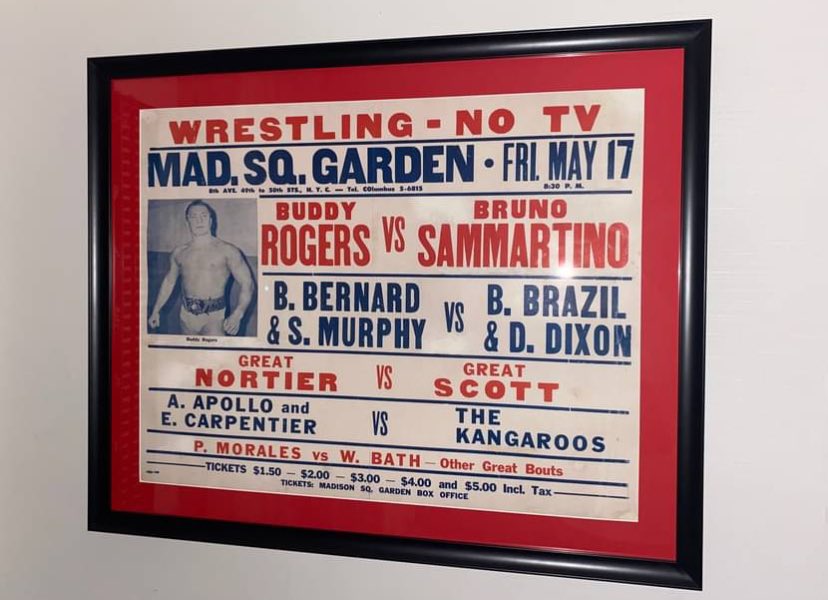 WRESTLING - NO TV
MAD. SQ. GARDEN • FRI. MAY 17
8th AVE. 49th to 50th STS., N. Y. C. — Tel. COlumbus 5-6815 8:30 P. M.
BUDDY ROGERS VS BRUNO SAMMARTINO
Buddy Rogers
B. BERNARD & S. MURPHY VS B. BRAZIL & D. DIXON
GREAT NORTIER VS GREAT SCOTT
A. APOLLO and E. CARPENTIER VS THE KANGAROOS
P. MORALES vs W. BATH — Other Great Bouts
TICKETS $1.50 — $2.00 — $3.00 — $4.00 and $5.00 Incl. Tax
TICKETS: MADISON SQ. GARDEN BOX OFFICE